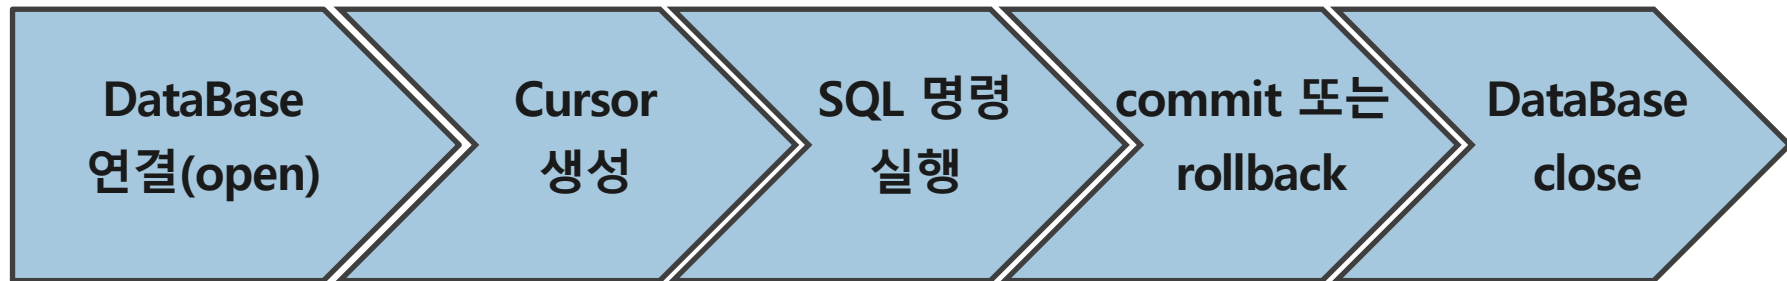 DataBase
연결(open)
Cursor
생성
SQL 명령
실행
commit 또는
rollback
DataBase
close